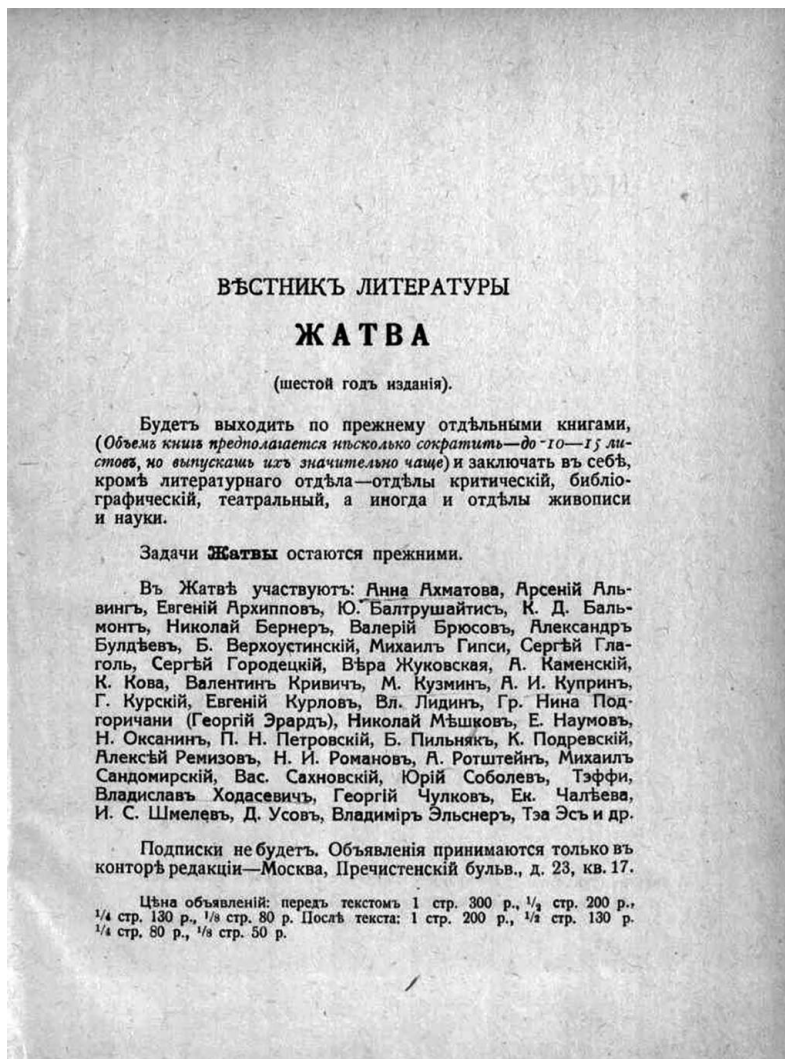 ВѢСТНИКЪ ЛИТЕРАТУРЫ
ЖАТВА
(шестой годъ изданія).
Будетъ выходить по прежнему отдѣльными книгами,
(Объемъ книгъ предполагается нѣсколько сократить—до 10—15 ли-
стовъ, но выпускашь ихъ значительно чаще) и заключать въ себѣ,
кромѣ литературнаго отдѣла—отдѣлы критическій, библіо-
графическій, театральный, а иногда и отдѣлы живописи
и науки.
Задачи Жатвы остаются прежними.
Въ Жатвѣ участвуютъ: Анна Ахматова, Арсеній Аль-
вингъ, Евгеній Архипповъ, Ю. Балтрушайтисъ, К. Д. Баль-
монтъ, Николай Бернеръ, Валерій Брюсовъ, Александръ
Булдѣевъ, Б. Верхоустинскій, Михаилъ Гипси, Сергѣй Гла-
голь, Сергѣй Городецкій, Вѣра Жуковская, А. Каменскій,
К. Кова, Валентинъ Кривичъ, М. Кузминъ, А. И. Купринъ,
Г. Курскій, Евгеній Курловъ, Вл. Лидинъ, Гр. Нина Под-
горичани (Георгій Эрардъ), Николай Мѣшковъ, Е. Наумовъ,
Н. Оксанинъ, П. Н. Петровскій, Б. Пильнякъ, К. Подревскій,
Алексѣй Ремизовъ, Н. И. Романовъ, А. Ротштейнъ, Михаилъ
Сандомирскій, Вас. Сахновскій, Юрій Соболевъ, Тэффи,
Владиславъ Ходасевичъ, Георгій Чулковъ, Ек. Чалѣева,
И. С. Шмелевъ, Д. Усовъ, Владиміръ Эльснеръ, Тэа Эсъ и др.
Подписки не будетъ. Объявленія принимаются только въ
конторѣ редакціи—Москва, Пречистенскій бульв., д. 23, кв. 17.
Цѣна объявленій: передъ текстомъ 1 стр. 300 р., 1/2 стр. 200 р.,
1/4 стр. 130 р., 1/8 стр. 80 р. Послѣ текста: 1 стр. 200 р., 1/2 стр. 130 р.
1/4 стр. 80 р., 1/8 стр. 50 р.